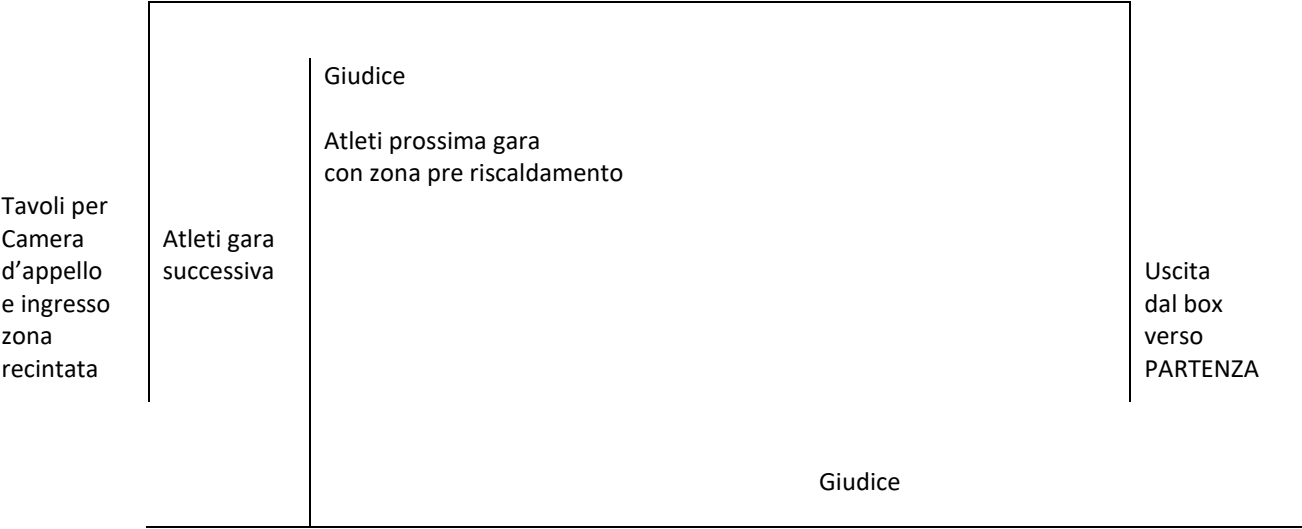 Giudice
Atleti prossima gara
con zona pre riscaldamento
Tavoli per
Camera
d’appello
e ingresso
zona
recintata
Atleti gara
successiva
Uscita
dal box
verso
PARTENZA
Giudice